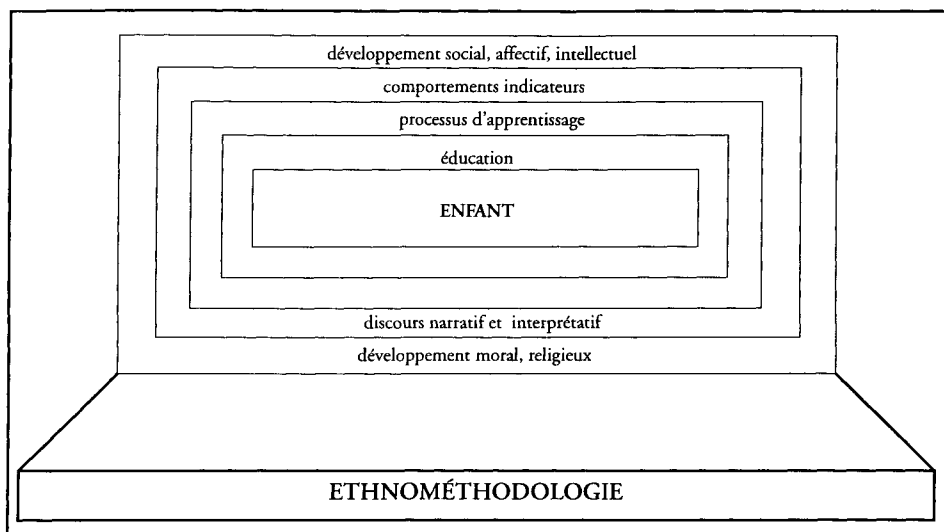 développement social, affectif, intellectuel
comportements indicateurs
processus d'apprentissage
éducation
ENFANT
discours narratif et interprétatif
développement moral, religieux
ETHNOMÉTHODOLOGIE